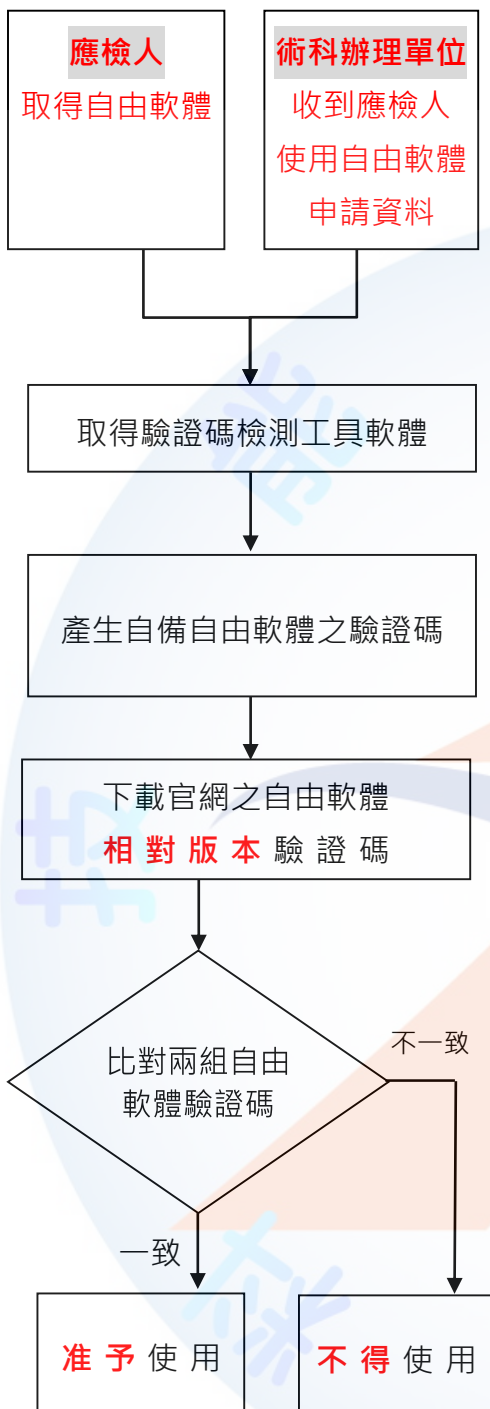 應檢人
取得自由軟體
術科辦理單位
收到應檢人
使用自由軟體
申請資料
取得驗證碼檢測工具軟體
產生自備自由軟體之驗證碼
下載官網之自由軟體
相對版本驗證碼
比對兩組自由
軟體驗證碼
不一致
一致
准予使用
不得使用